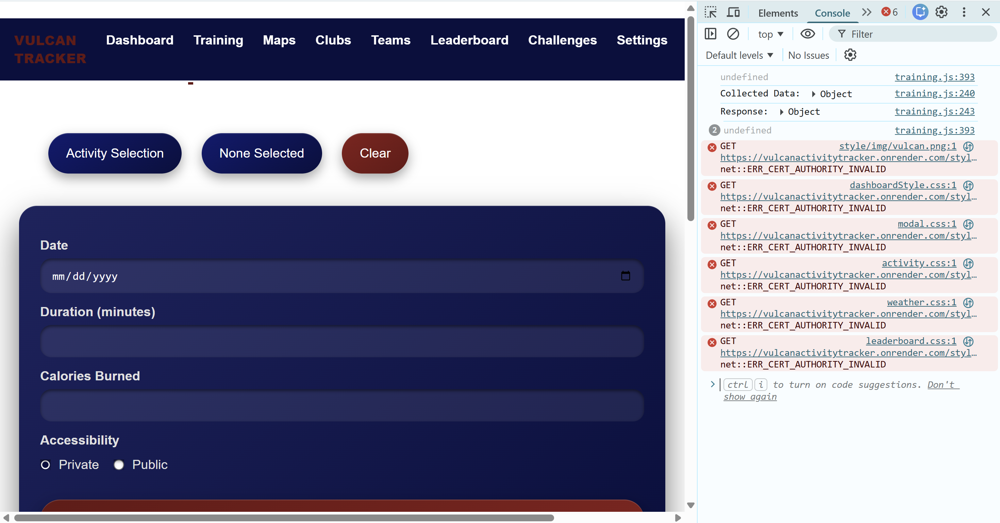 VULCAN
TRACKER
Dashboard
Training
Maps
Clubs
Teams
Leaderboard
Challenges
Settings
Activity Selection
None Selected
Clear
Date
mm/dd/yyyy
Duration (minutes)
Calories Burned
Accessibility
Private
Public
Elements
Console
6
top
Filter
Default levels
No Issues
undefined training.js:393
Collected Data: Object training.js:240
Response: Object training.js:243
2 undefined training.js:393
GET style/img/vulcan.png:1
https://vulcanactivitytracker.onrender.com/styl…
net::ERR_CERT_AUTHORITY_INVALID
GET dashboardStyle.css:1
https://vulcanactivitytracker.onrender.com/styl…
net::ERR_CERT_AUTHORITY_INVALID
GET modal.css:1
https://vulcanactivitytracker.onrender.com/styl…
net::ERR_CERT_AUTHORITY_INVALID
GET activity.css:1
https://vulcanactivitytracker.onrender.com/styl…
net::ERR_CERT_AUTHORITY_INVALID
GET weather.css:1
https://vulcanactivitytracker.onrender.com/styl…
net::ERR_CERT_AUTHORITY_INVALID
GET leaderboard.css:1
https://vulcanactivitytracker.onrender.com/styl…
net::ERR_CERT_AUTHORITY_INVALID
ctrl i to turn on code suggestions. Don't
show again